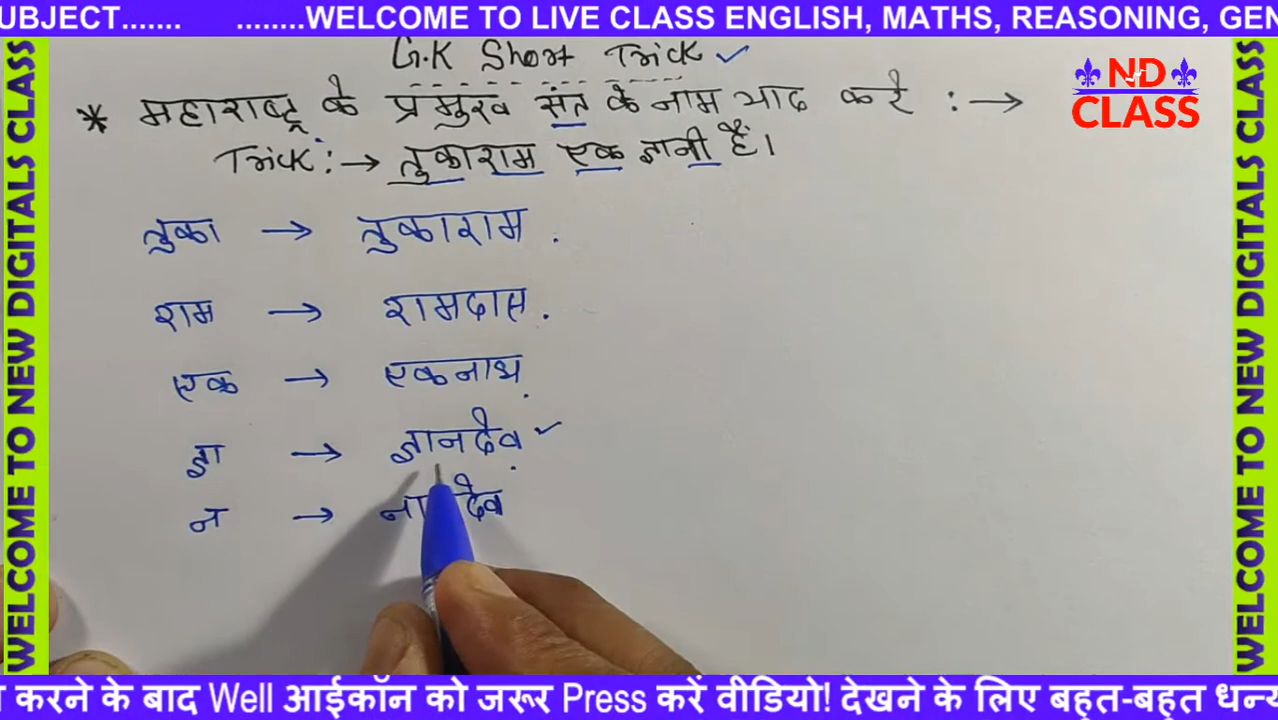 UBJECT....... ........WELCOME TO LIVE CLASS ENGLISH, MATHS, REASONING, GEN
G.K Short Trick ✓
* महाराष्ट्र के प्रमुख संत के नाम याद करे :→
Trick :→ तुकाराम एक ज्ञानी हैं।
तुका → तुकाराम .
राम → रामदास .
एक → एकनाथ .
ज्ञा → ज्ञानदेव . ✓
न → ना देव
ND
CLASS
WELCOME TO NEW DIGITALS CLASS
WELCOME TO NEW DIGITALS CLASS
करने के बाद Well आईकॉन को जरूर Press करें वीडियो! देखने के लिए बहुत-बहुत धन्य